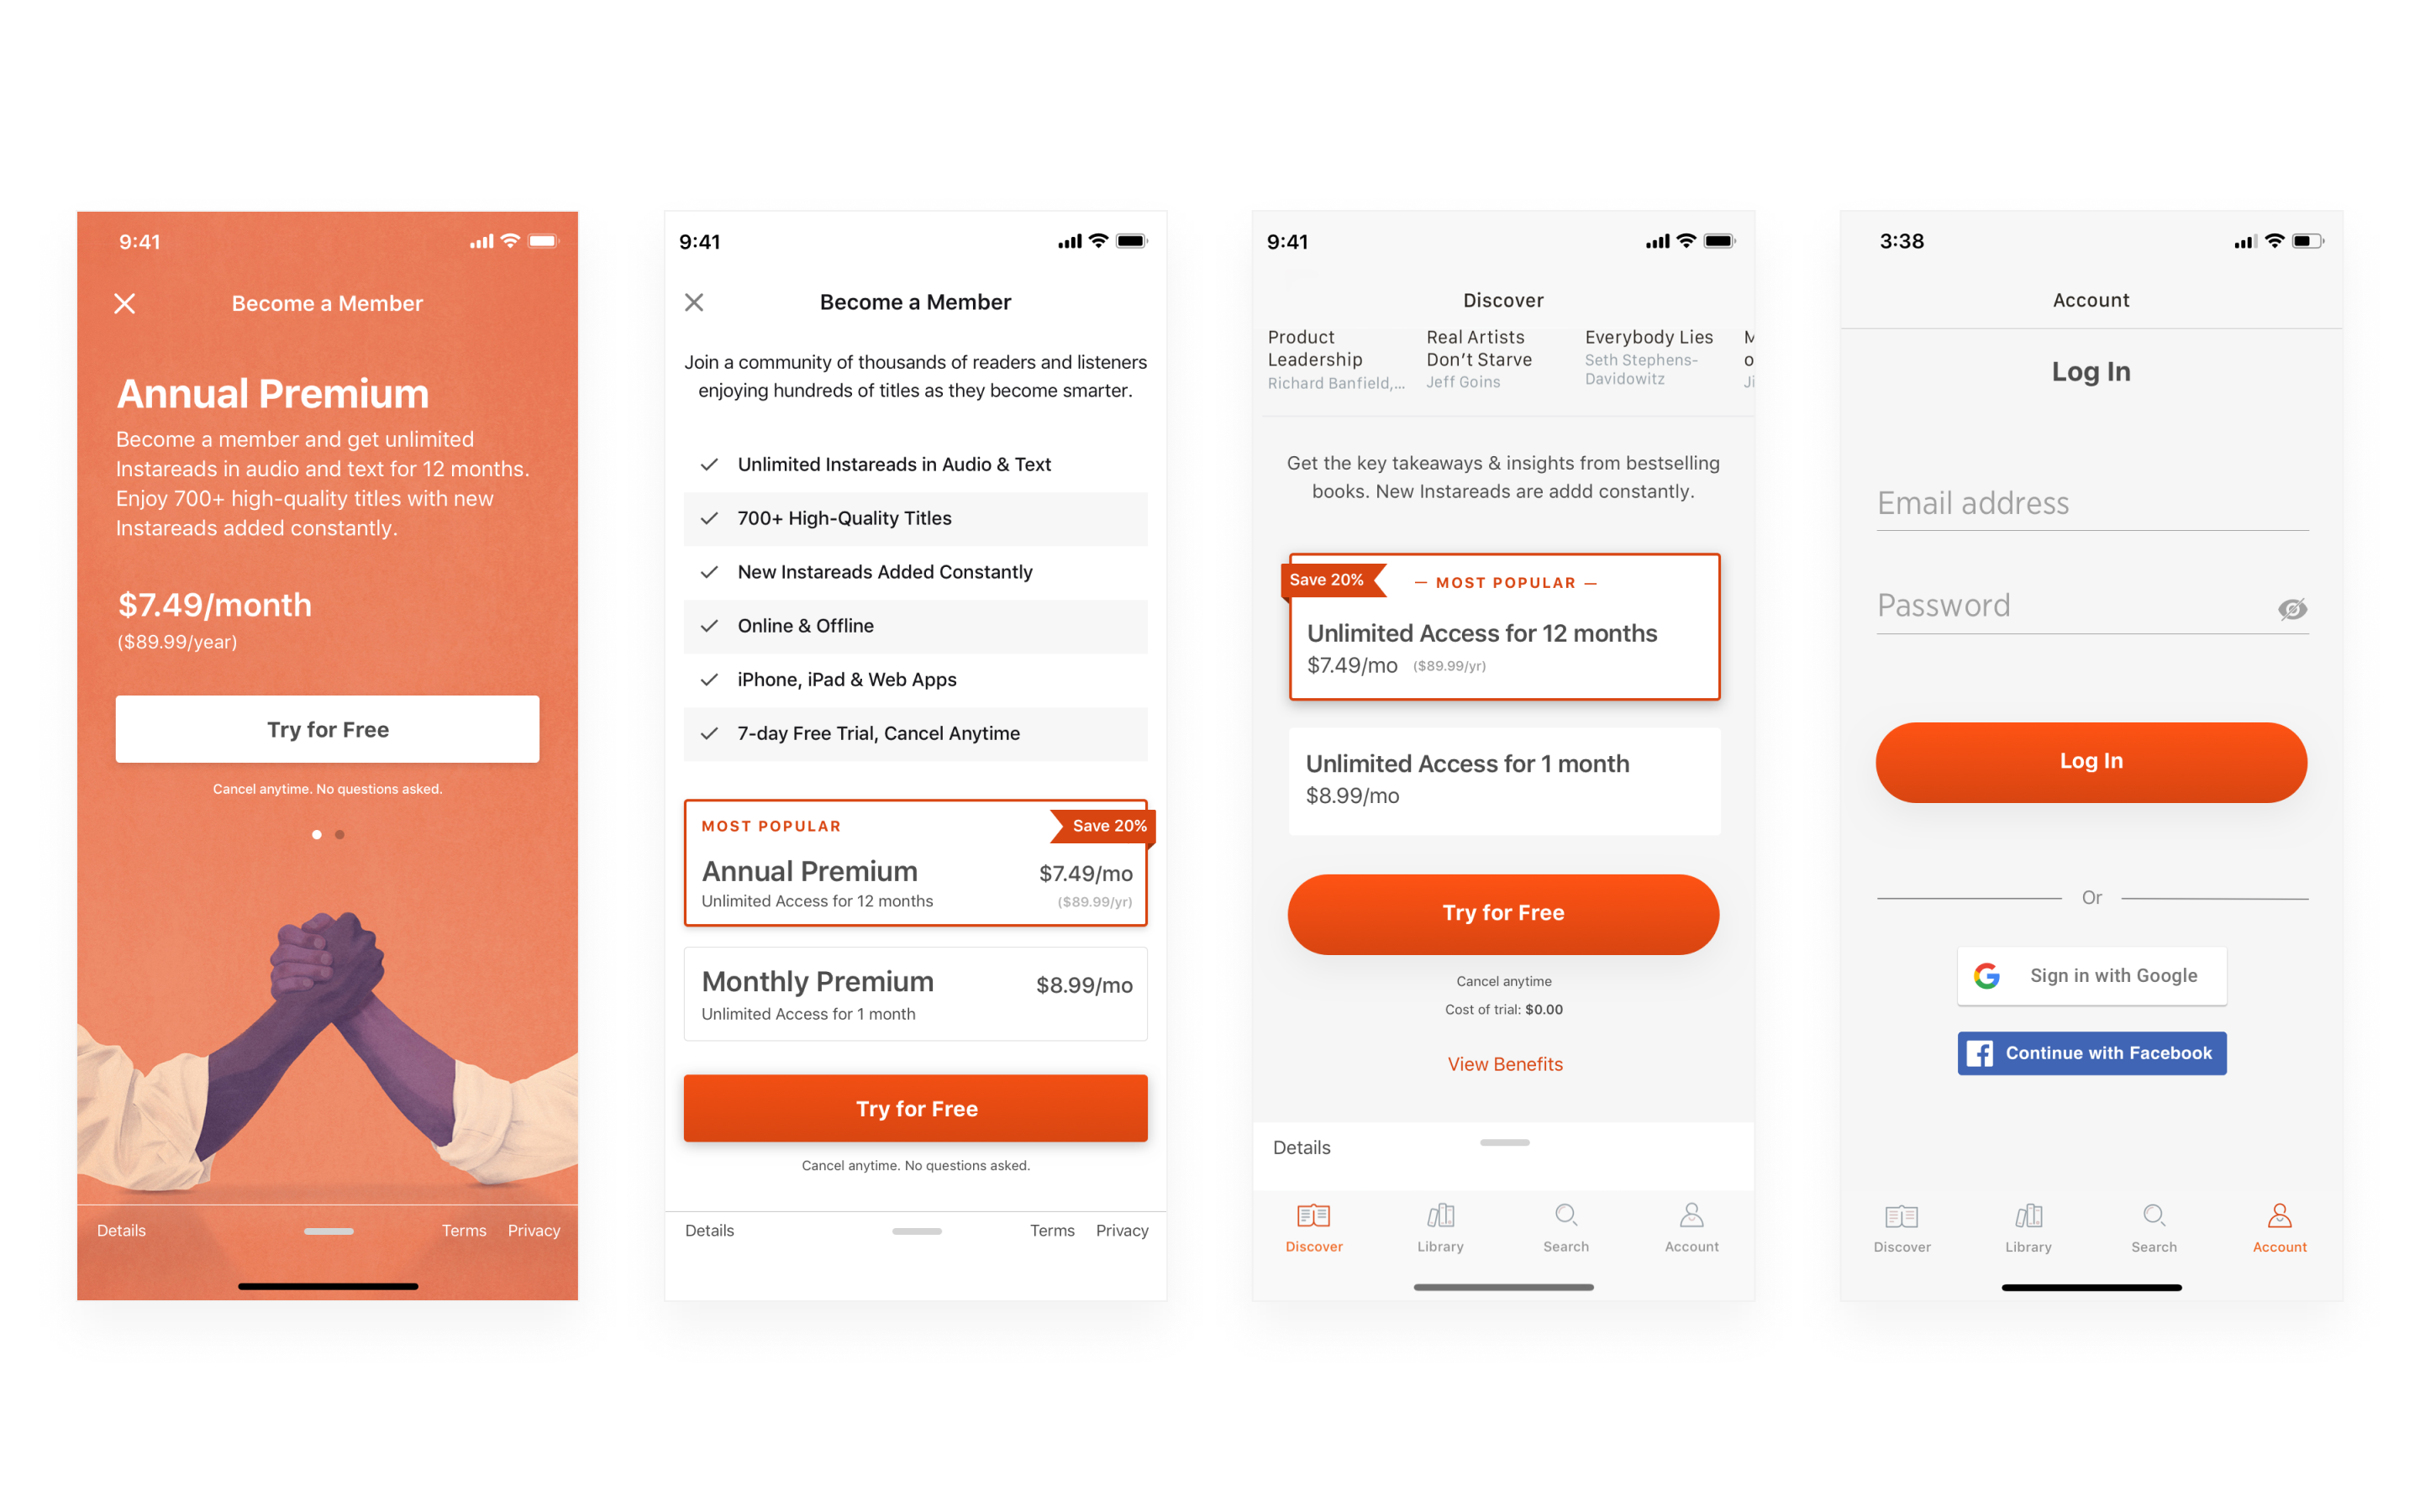 9:41
Become a Member
Annual Premium
Become a member and get unlimited
Instareads in audio and text for 12 months.
Enjoy 700+ high-quality titles with new
Instareads added constantly.
$7.49/month
($89.99/year)
Try for Free
Cancel anytime. No questions asked.
Details
Terms
Privacy
9:41
Become a Member
Join a community of thousands of readers and listeners
enjoying hundreds of titles as they become smarter.
Unlimited Instareads in Audio & Text
700+ High-Quality Titles
New Instareads Added Constantly
Online & Offline
iPhone, iPad & Web Apps
7-day Free Trial, Cancel Anytime
MOST POPULAR
Save 20%
Annual Premium
$7.49/mo
Unlimited Access for 12 months
($89.99/yr)
Monthly Premium
$8.99/mo
Unlimited Access for 1 month
Try for Free
Cancel anytime. No questions asked.
Details
Terms
Privacy
9:41
Discover
Product
Leadership
Richard Banfield,...
Real Artists
Don't Starve
Jeff Goins
Everybody Lies
Seth Stephens-
Davidowitz
Get the key takeaways & insights from bestselling
books. New Instareads are addd constantly.
Save 20%
— MOST POPULAR —
Unlimited Access for 12 months
$7.49/mo ($89.99/yr)
Unlimited Access for 1 month
$8.99/mo
Try for Free
Cancel anytime
Cost of trial: $0.00
View Benefits
Details
Discover
Library
Search
Account
3:38
Account
Log In
Email address
Password
Log In
Or
Sign in with Google
Continue with Facebook
Discover
Library
Search
Account